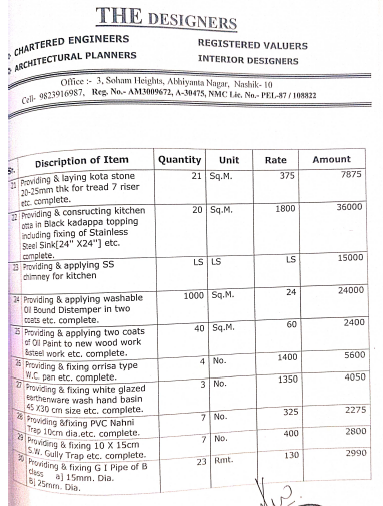 THE DESIGNERS
CHARTERED ENGINEERS
ARCHITECTURAL PLANNERS
REGISTERED VALUERS
INTERIOR DESIGNERS
Office :- 3, Soham Heights, Abhiyanta Nagar, Nashik- 10
Cell- 9823916987, Reg. No.- AM3009672, A-30475, NMC Lic. No.- PEL-87 / 108822
Sr. Discription of Item Quantity Unit Rate Amount
21 Providing & laying kota stone 21 Sq.M. 375 7875
20-25mm thk for tread 7 riser
etc. complete.
22 Providing & consructing kitchen 20 Sq.M. 1800 36000
otta in Black kadappa topping
including fixing of Stainless
Steel Sink[24" X24"] etc.
complete.
23 Providing & applying SS LS LS LS 15000
chimney for kitchen
24 Providing & applying washable 1000 Sq.M. 24 24000
Oil Bound Distemper in two
coats etc. complete.
25 Providing & applying two coats 40 Sq.M. 60 2400
of Oil Paint to new wood work
&steel work etc. complete.
26 Providing & fixing orrisa type 4 No. 1400 5600
W.C. pan etc. complete.
27 Providing & fixing white glazed 3 No. 1350 4050
earthenware wash hand basin
45 X30 cm size etc. complete.
28 Providing &fixing PVC Nahni 7 No. 325 2275
Trap 10cm dia.etc. complete.
29 Providing & fixing 10 X 15cm 7 No. 400 2800
S.W. Gully Trap etc. complete.
30 Providing & fixing G I Pipe of B 23 Rmt. 130 2990
class a] 15mm. Dia.
B] 25mm. Dia.